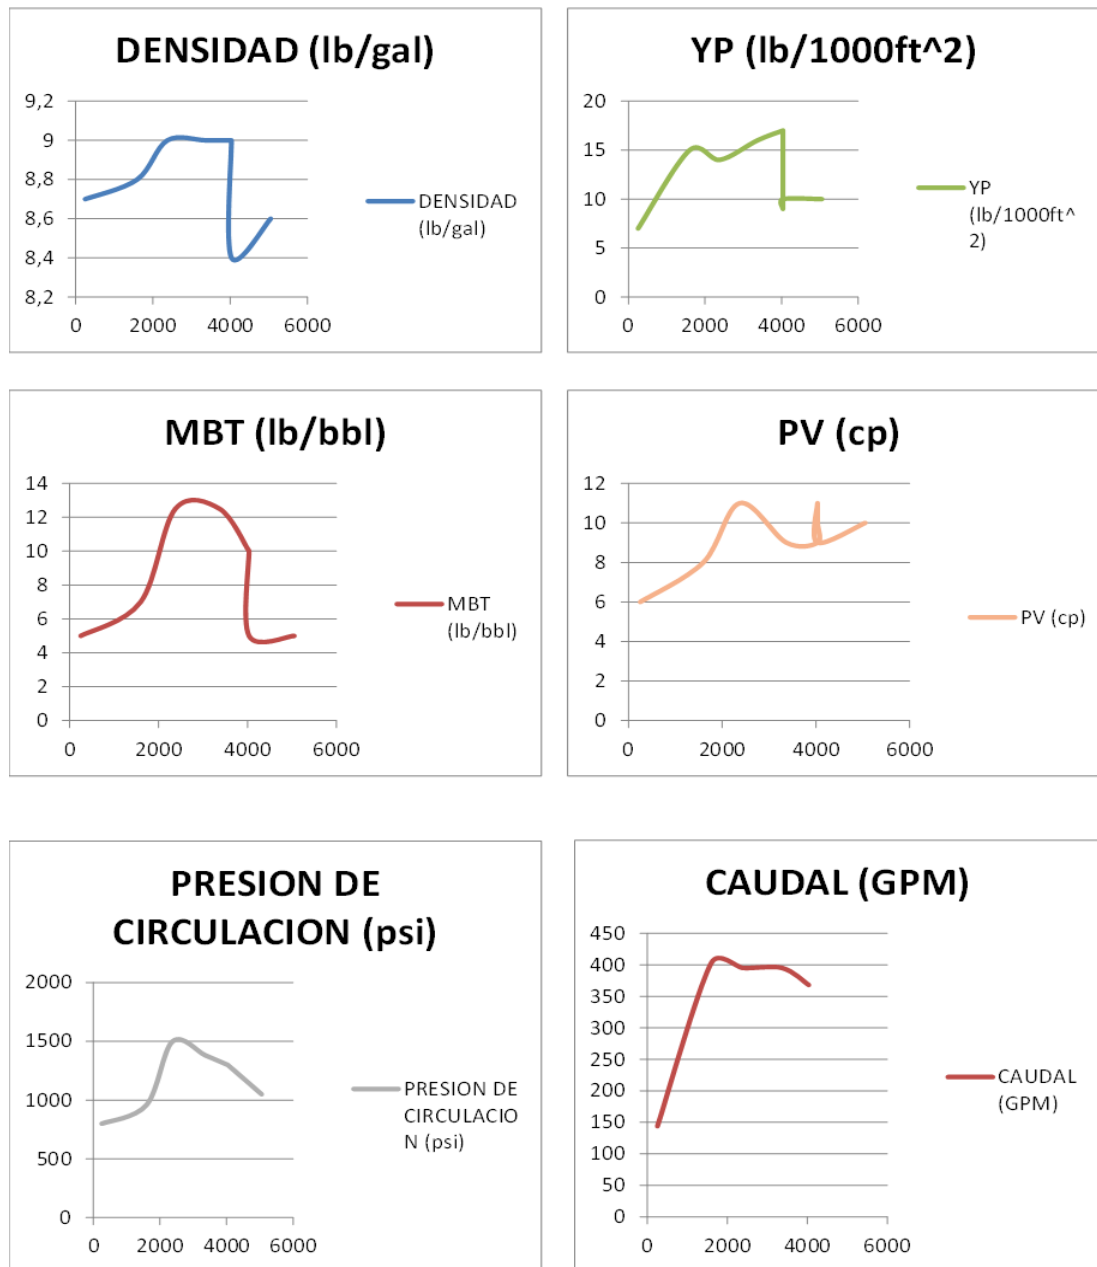 DENSIDAD (lb/gal)
9,2
9
8,8
8,6
8,4
8,2
0 2000 4000 6000
DENSIDAD
(lb/gal)
YP (lb/1000ft^2)
20
15
10
5
0
0 2000 4000 6000
YP
(lb/1000ft^
2)
MBT (lb/bbl)
14
12
10
8
6
4
2
0
0 2000 4000 6000
MBT
(lb/bbl)
PV (cp)
12
10
8
6
4
2
0
0 2000 4000 6000
PV (cp)
PRESION DE
CIRCULACION (psi)
2000
1500
1000
500
0
0 2000 4000 6000
PRESION DE
CIRCULACIO
N (psi)
CAUDAL (GPM)
450
400
350
300
250
200
150
100
50
0
0 2000 4000 6000
CAUDAL
(GPM)